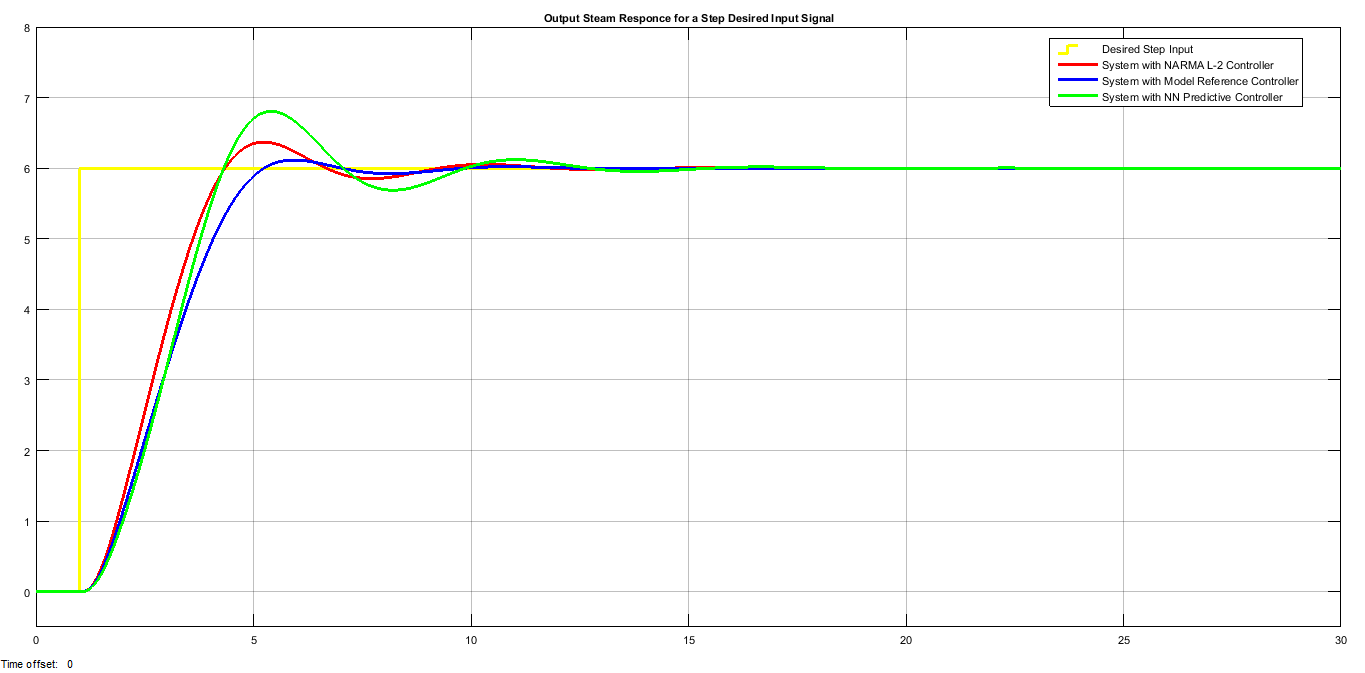 Output Steam Responce for a Step Desired Input Signal
Desired Step Input
System with NARMA L-2 Controller
System with Model Reference Controller
System with NN Predictive Controller
8
7
6
5
4
3
2
1
0
0 5 10 15 20 25 30
Time offset: 0